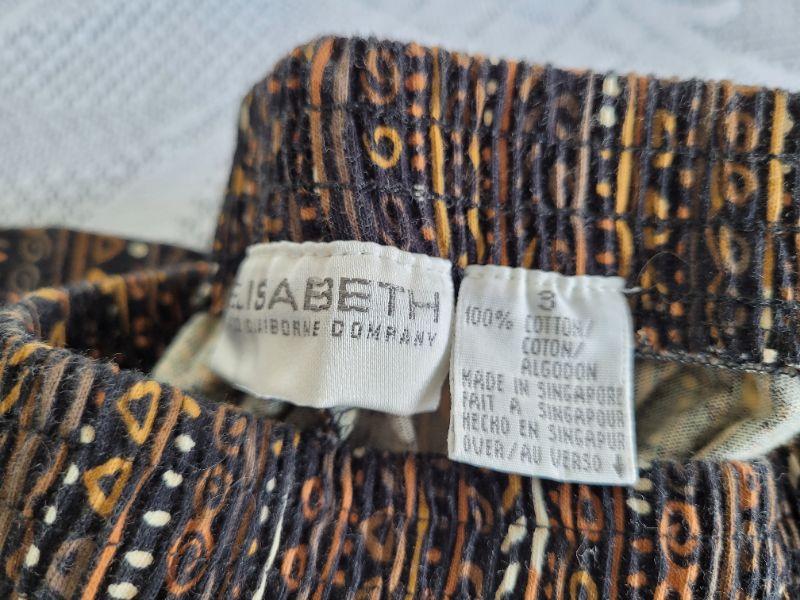 ELISABETH
CLAIBORNE COMPANY
3
100% COTTON/
COTON/
ALGODON
MADE IN SINGAPORE
FAIT A SINGAPOUR
HECHO EN SINGAPUR
OVER/AU VERSO ↓